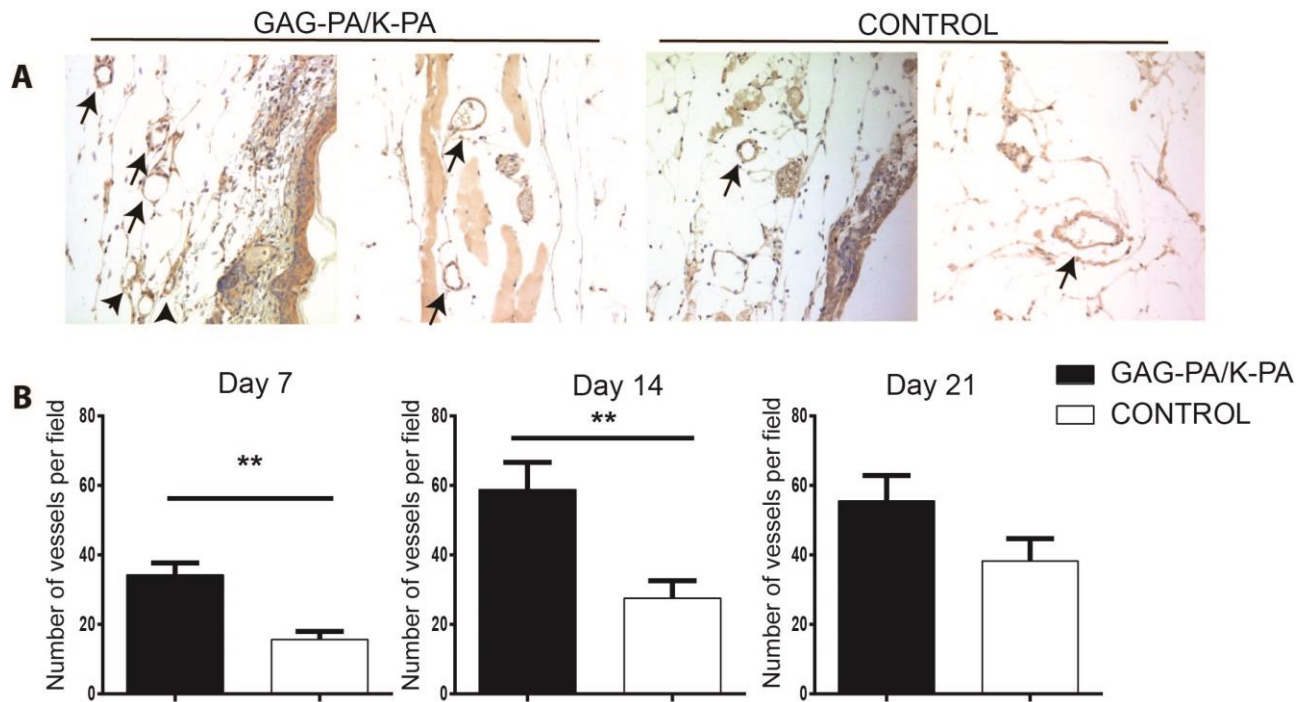 GAG-PA/K-PA
CONTROL
A
B
Day 7
Day 14
Day 21
GAG-PA/K-PA
CONTROL
Number of vessels per field
80
60
40
20
0
**
Number of vessels per field
80
60
40
20
0
**
Number of vessels per field
80
60
40
20
0